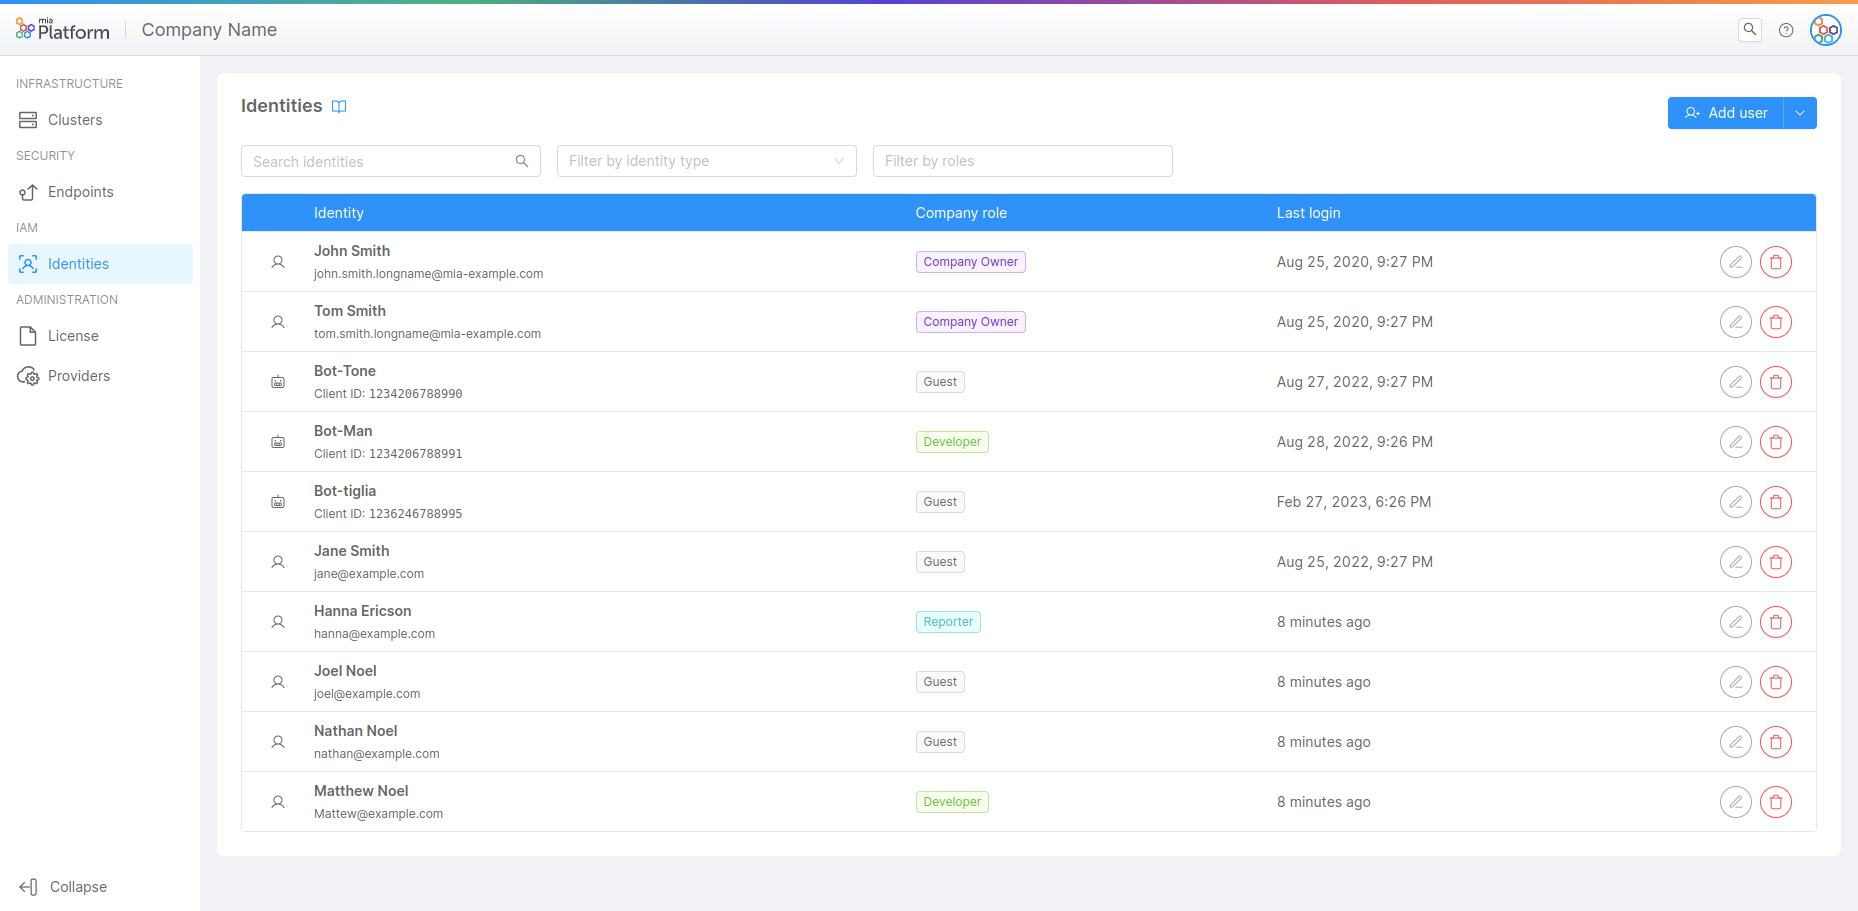 mia
Platform
Company Name
INFRASTRUCTURE
Clusters
SECURITY
Endpoints
IAM
Identities
ADMINISTRATION
License
Providers
Collapse
Identities
Add user
Search identities
Filter by identity type
Filter by roles
Identity Company role Last login
John Smith
john.smith.longname@mia-example.com
Company Owner
Aug 25, 2020, 9:27 PM
Tom Smith
tom.smith.longname@mia-example.com
Company Owner
Aug 25, 2020, 9:27 PM
Bot-Tone
Client ID: 1234206788990
Guest
Aug 27, 2022, 9:27 PM
Bot-Man
Client ID: 1234206788991
Developer
Aug 28, 2022, 9:26 PM
Bot-tiglia
Client ID: 1236246788995
Guest
Feb 27, 2023, 6:26 PM
Jane Smith
jane@example.com
Guest
Aug 25, 2022, 9:27 PM
Hanna Ericson
hanna@example.com
Reporter
8 minutes ago
Joel Noel
joel@example.com
Guest
8 minutes ago
Nathan Noel
nathan@example.com
Guest
8 minutes ago
Matthew Noel
Mattew@example.com
Developer
8 minutes ago